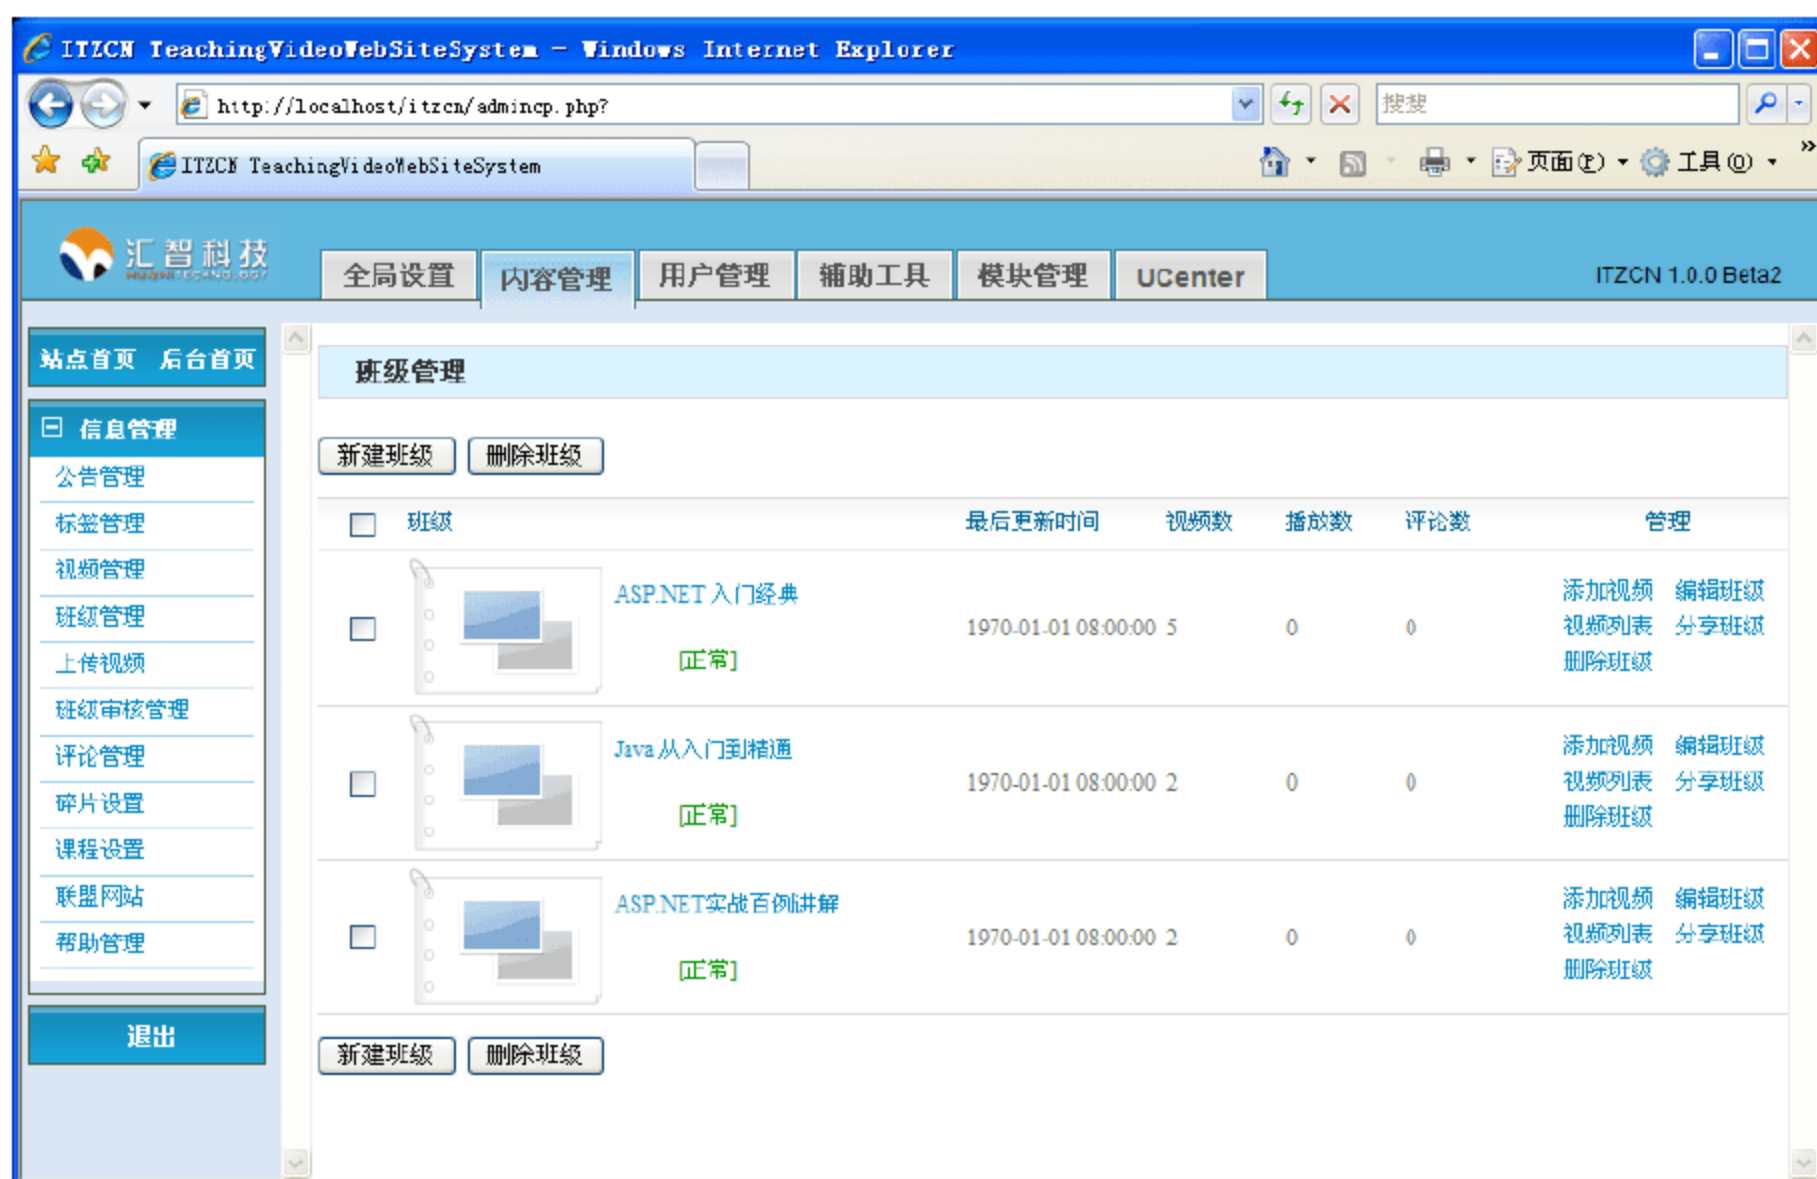 ITZCN TeachingVideoWebSiteSystem - Windows Internet Explorer
http://localhost/itzcn/admincp.php?
搜搜
ITZCN TeachingVideoWebSiteSystem
页面(P)
工具(O)
»
汇智科技
全局设置 内容管理 用户管理 辅助工具 模块管理 UCenter
ITZCN 1.0.0 Beta2
站点首页 后台首页
信息管理
公告管理
标签管理
视频管理
班级管理
上传视频
班级审核管理
评论管理
碎片设置
课程设置
联盟网站
帮助管理
退出
班级管理
新建班级 删除班级
班级 最后更新时间 视频数 播放数 评论数 管理
ASP.NET 入门经典
[正常]
1970-01-01 08:00:00 5 0 0
添加视频 编辑班级
视频列表 分享班级
删除班级
Java 从入门到精通
[正常]
1970-01-01 08:00:00 2 0 0
添加视频 编辑班级
视频列表 分享班级
删除班级
ASP.NET实战百例讲解
[正常]
1970-01-01 08:00:00 2 0 0
添加视频 编辑班级
视频列表 分享班级
删除班级
新建班级 删除班级